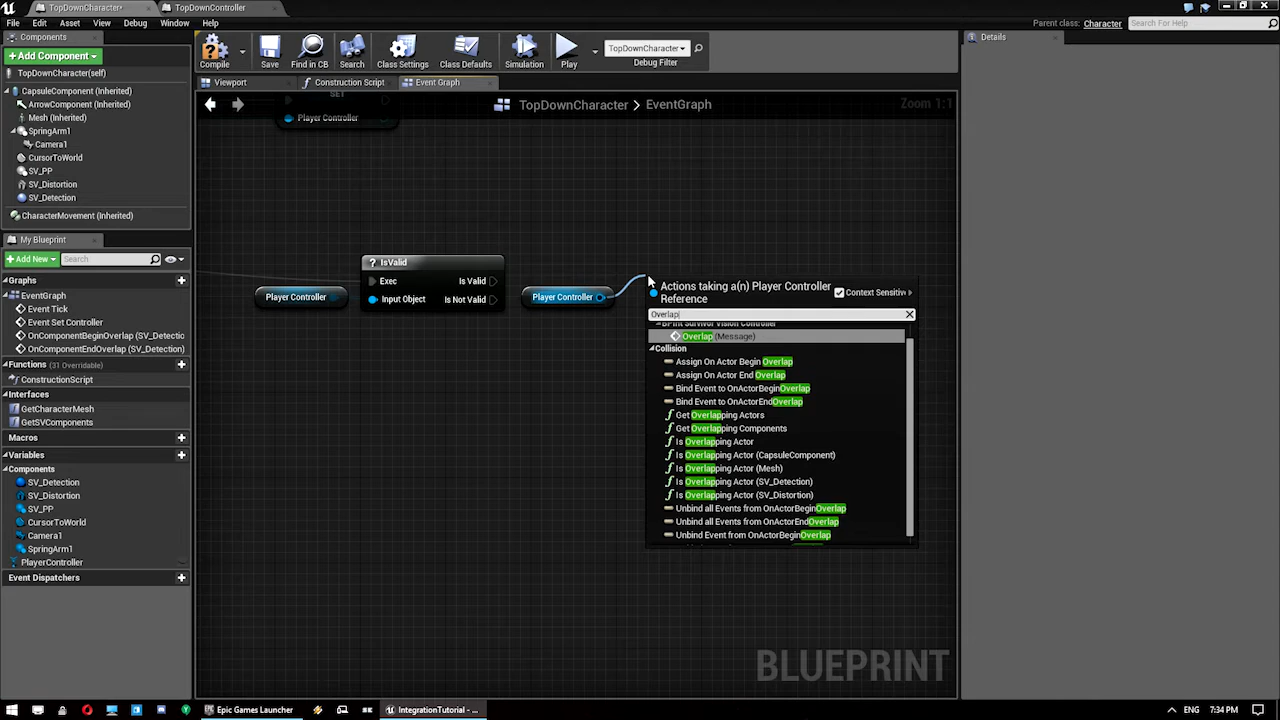 TopDownCharacter*
TopDownController
File Edit Asset View Debug Window Help
Parent class: Character
Search For Help
Components
+ Add Component
TopDownCharacter(self)
CapsuleComponent (Inherited)
ArrowComponent (Inherited)
Mesh (Inherited)
SpringArm1
Camera1
CursorToWorld
SV_PP
SV_Distortion
SV_Detection
CharacterMovement (Inherited)
My Blueprint
+ Add New
Search
Graphs
EventGraph
Event Tick
Event Set Controller
OnComponentBeginOverlap (SV_Detection)
OnComponentEndOverlap (SV_Detection)
Functions (31 Overridable)
ConstructionScript
Interfaces
GetCharacterMesh
GetSVComponents
Macros
Variables
Components
SV_Detection
SV_Distortion
SV_PP
CursorToWorld
Camera1
SpringArm1
PlayerController
Event Dispatchers
Compile
Save
Find in CB
Search
Class Settings
Class Defaults
Simulation
Play
TopDownCharacter
Debug Filter
Viewport
Construction Script
Event Graph
TopDownCharacter > EventGraph
Zoom 1:1
SET
Player Controller
? IsValid
Exec
Is Valid
Input Object
Is Not Valid
Player Controller
Player Controller
Actions taking a(n) Player Controller
Reference
Context Sensitive
Overlap
BPInt Survivor Vision Controller
Overlap (Message)
Collision
Assign On Actor Begin Overlap
Assign On Actor End Overlap
Bind Event to OnActorBeginOverlap
Bind Event to OnActorEndOverlap
Get Overlapping Actors
Get Overlapping Components
Is Overlapping Actor
Is Overlapping Actor (CapsuleComponent)
Is Overlapping Actor (Mesh)
Is Overlapping Actor (SV_Detection)
Is Overlapping Actor (SV_Distortion)
Unbind all Events from OnActorBeginOverlap
Unbind all Events from OnActorEndOverlap
Unbind Event from OnActorBeginOverlap
BLUEPRINT
Details
Epic Games Launcher
IntegrationTutorial - ...
ENG
7:34 PM